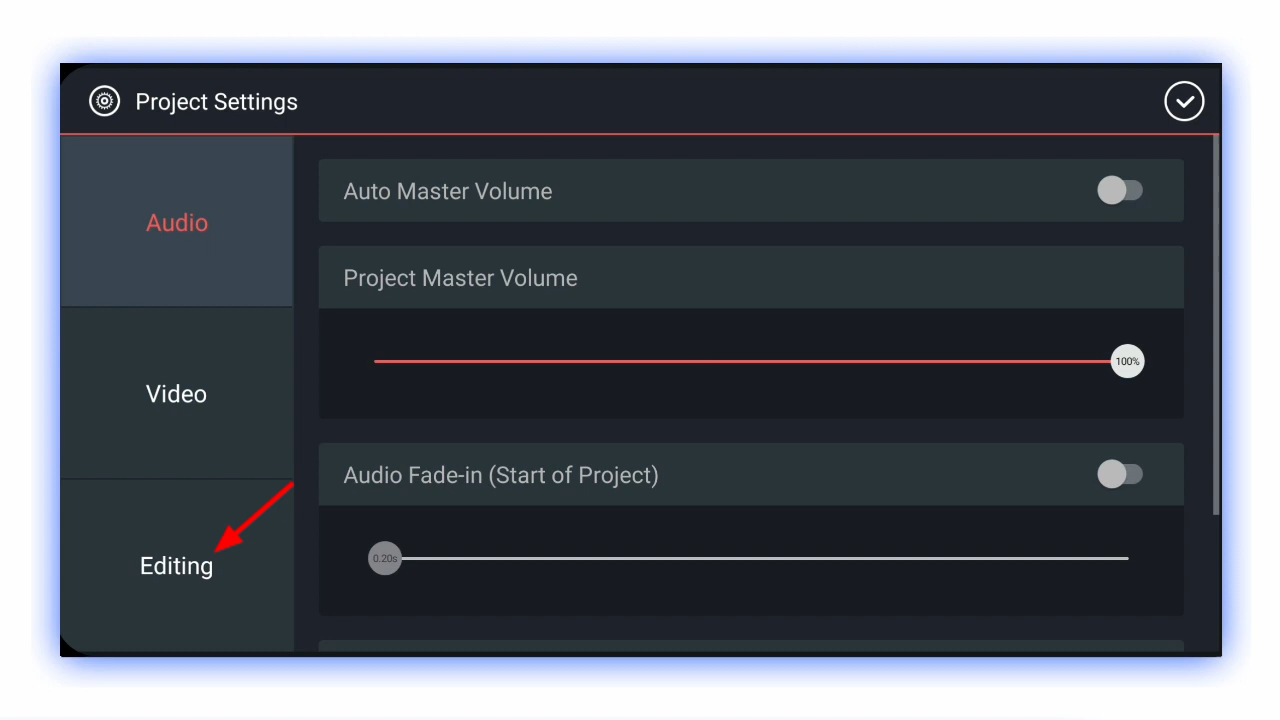 Project Settings
Audio
Video
Editing
Auto Master Volume
Project Master Volume
100%
Audio Fade-in (Start of Project)
0.20s